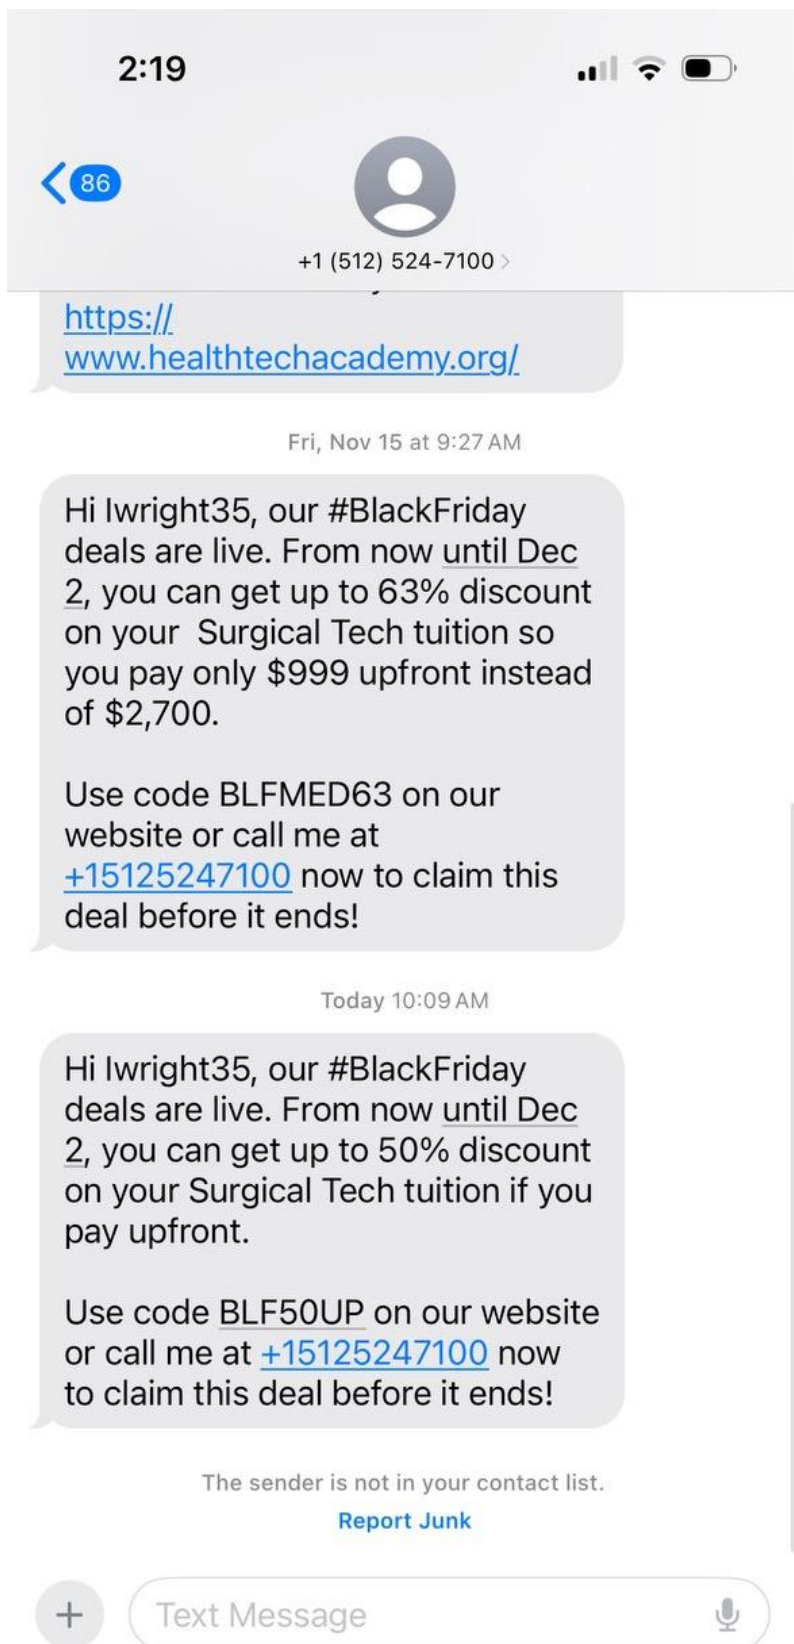 2:19
86
+1 (512) 524-7100
https://
www.healthtechacademy.org/
Fri, Nov 15 at 9:27 AM
Hi lwright35, our #BlackFriday
deals are live. From now until Dec
2, you can get up to 63% discount
on your  Surgical Tech tuition so
you pay only $999 upfront instead
of $2,700.
Use code BLFMED63 on our
website or call me at
+15125247100 now to claim this
deal before it ends!
Today 10:09 AM
Hi lwright35, our #BlackFriday
deals are live. From now until Dec
2, you can get up to 50% discount
on your Surgical Tech tuition if you
pay upfront.
Use code BLF50UP on our website
or call me at +15125247100 now
to claim this deal before it ends!
The sender is not in your contact list.
Report Junk
Text Message